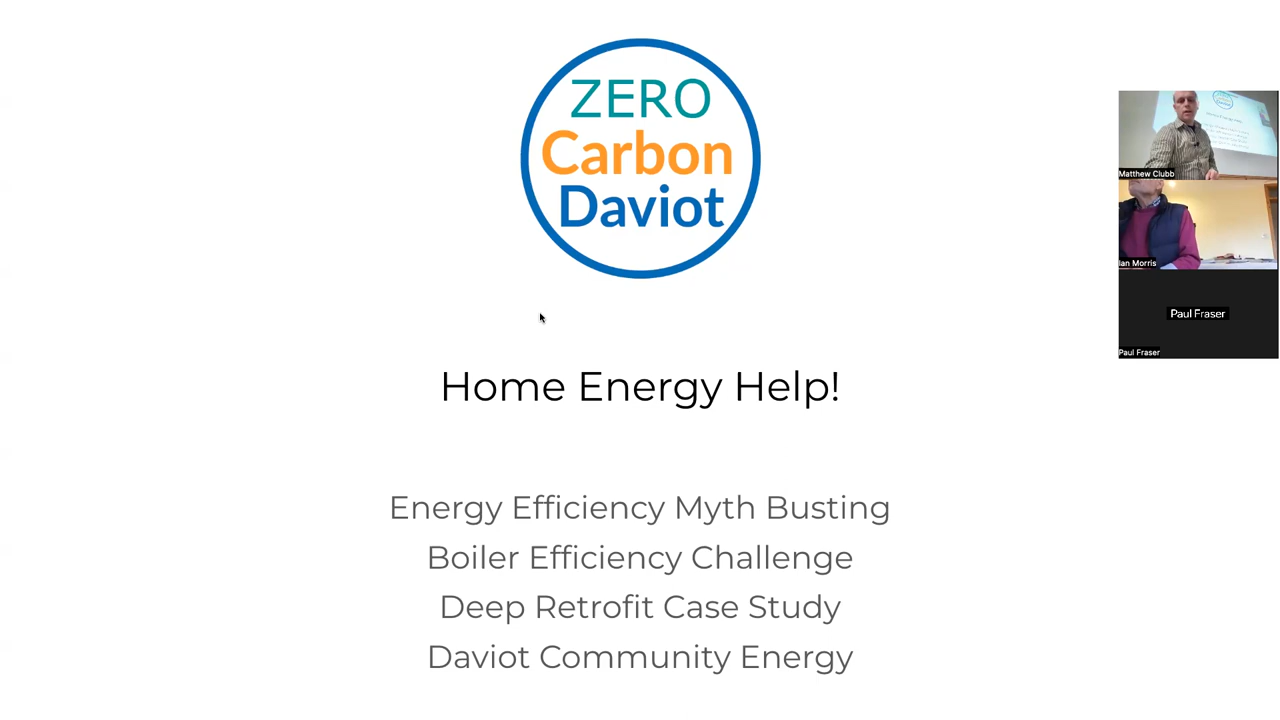 ZERO
Carbon
Daviot
Home Energy Help!
Energy Efficiency Myth Busting
Boiler Efficiency Challenge
Deep Retrofit Case Study
Daviot Community Energy
Matthew Clubb
Ian Morris
Paul Fraser
Paul Fraser